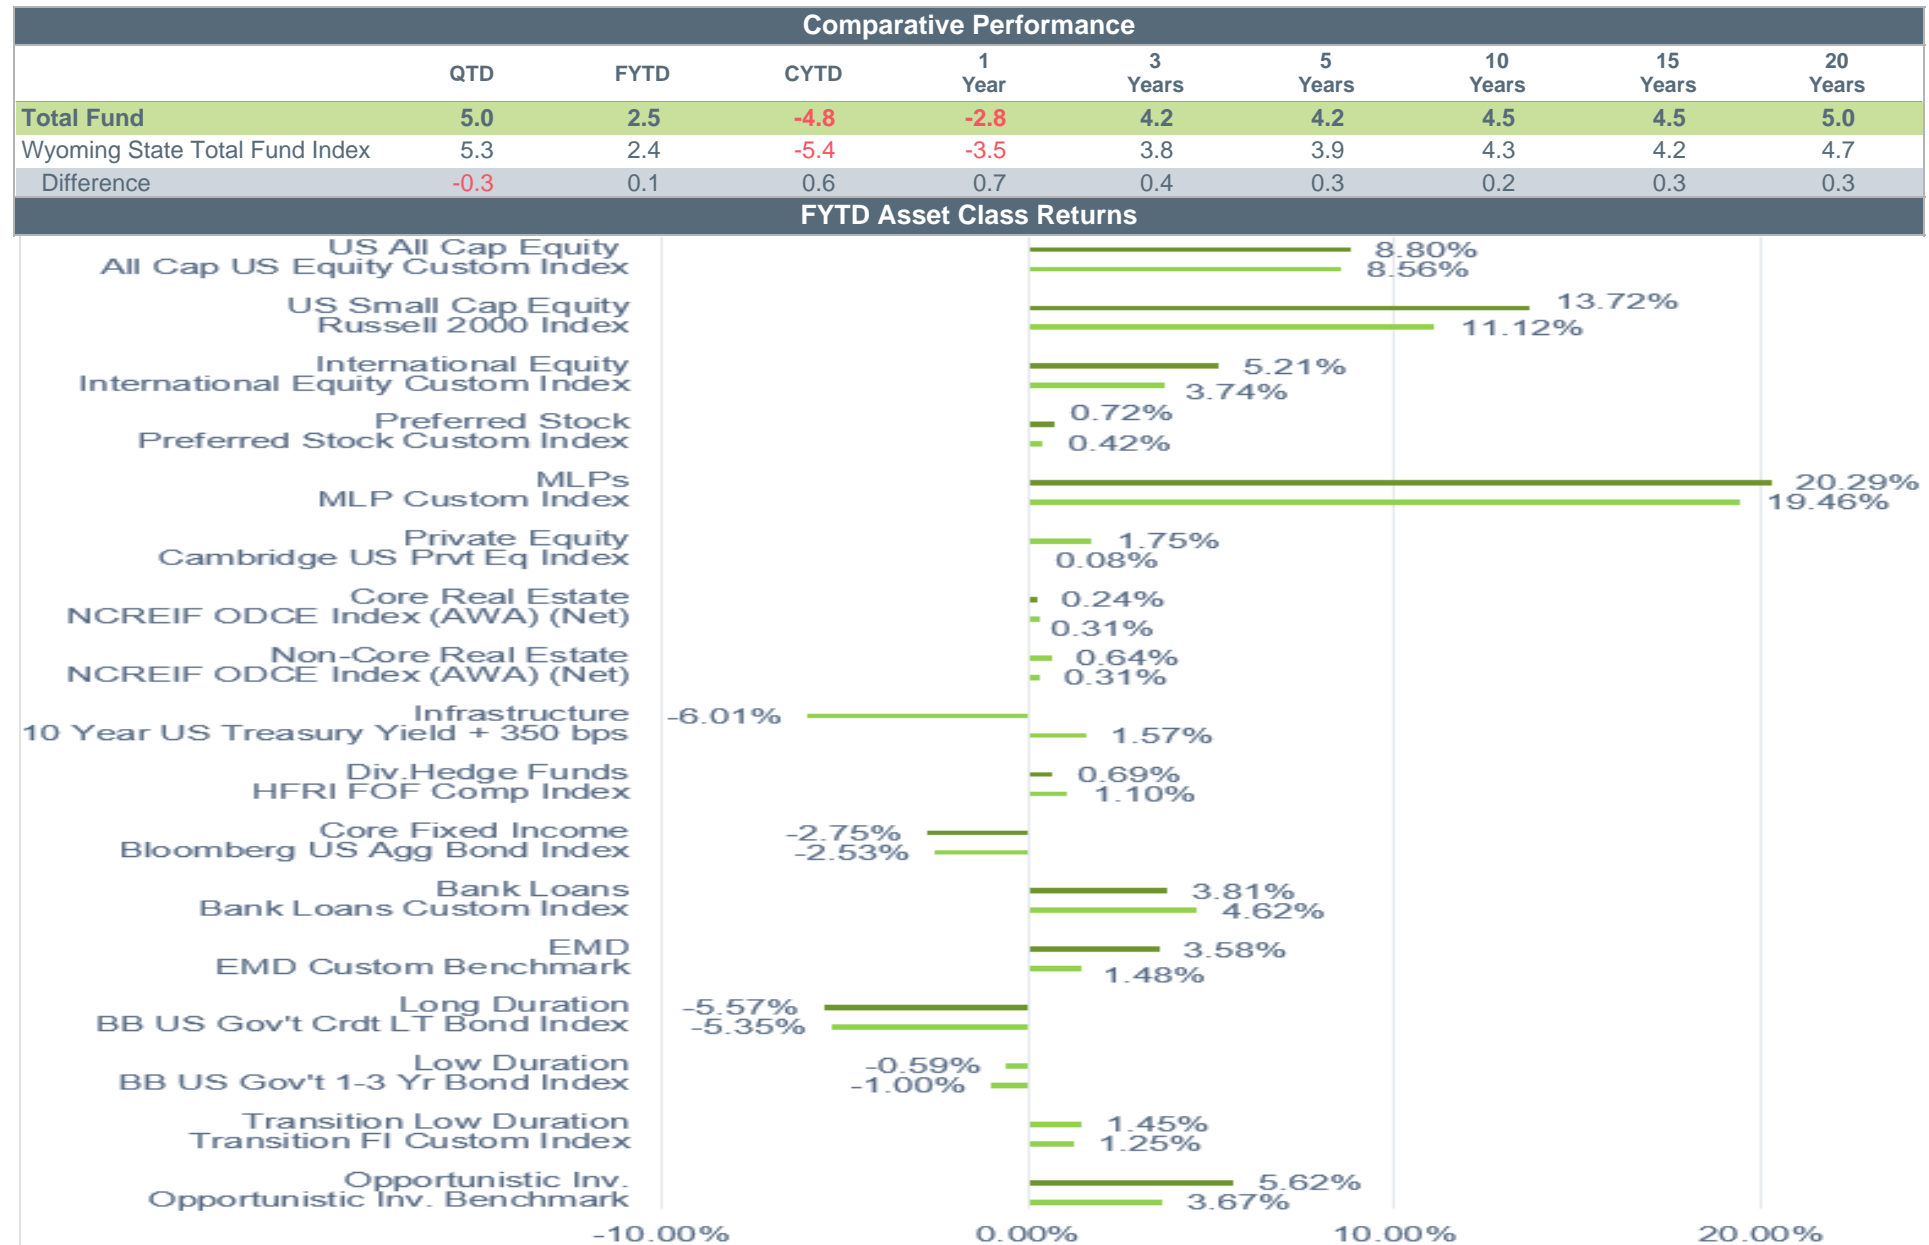 Comparative Performance
QTD FYTD CYTD 1 Year 3 Years 5 Years 10 Years 15 Years 20 Years
Total Fund 5.0 2.5 -4.8 -2.8 4.2 4.2 4.5 4.5 5.0
Wyoming State Total Fund Index 5.3 2.4 -5.4 -3.5 3.8 3.9 4.3 4.2 4.7
Difference -0.3 0.1 0.6 0.7 0.4 0.3 0.2 0.3 0.3
FYTD Asset Class Returns
US All Cap Equity 8.80%
All Cap US Equity Custom Index 8.56%
US Small Cap Equity 13.72%
Russell 2000 Index 11.12%
International Equity 5.21%
International Equity Custom Index 3.74%
Preferred Stock 0.72%
Preferred Stock Custom Index 0.42%
MLPs 20.29%
MLP Custom Index 19.46%
Private Equity 1.75%
Cambridge US Prvt Eq Index 0.08%
Core Real Estate 0.24%
NCREIF ODCE Index (AWA) (Net) 0.31%
Non-Core Real Estate 0.64%
NCREIF ODCE Index (AWA) (Net) 0.31%
Infrastructure -6.01%
10 Year US Treasury Yield + 350 bps 1.57%
Div.Hedge Funds 0.69%
HFRI FOF Comp Index 1.10%
Core Fixed Income -2.75%
Bloomberg US Agg Bond Index -2.53%
Bank Loans 3.81%
Bank Loans Custom Index 4.62%
EMD 3.58%
EMD Custom Benchmark 1.48%
Long Duration -5.57%
BB US Gov't Crdt LT Bond Index -5.35%
Low Duration -0.59%
BB US Gov't 1-3 Yr Bond Index -1.00%
Transition Low Duration 1.45%
Transition FI Custom Index 1.25%
Opportunistic Inv. 5.62%
Opportunistic Inv. Benchmark 3.67%
-10.00% 0.00% 10.00% 20.00%